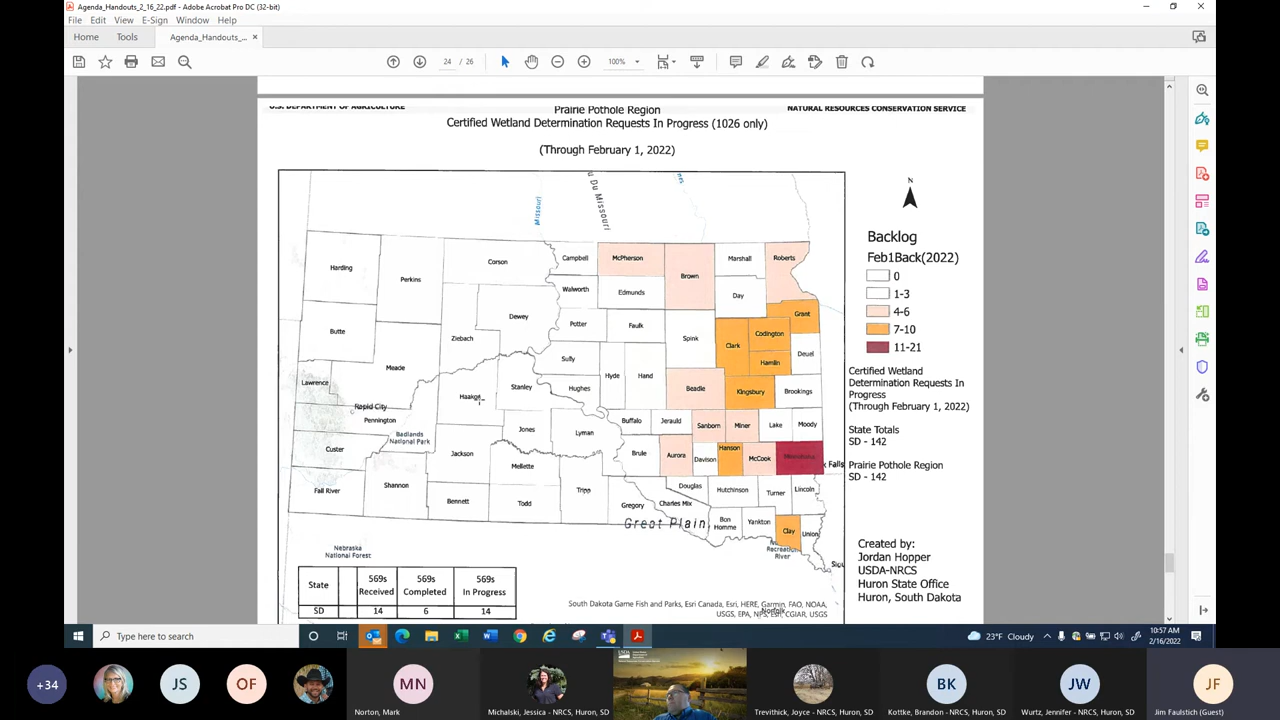 Agenda_Handouts_2_16_22.pdf - Adobe Acrobat Pro DC (32-bit)
File Edit View E-Sign Window Help
Home Tools Agenda_Handouts_... ×
24 / 26 100%
U.S. DEPARTMENT OF AGRICULTURE
Prairie Pothole Region
NATURAL RESOURCES CONSERVATION SERVICE
Certified Wetland Determination Requests In Progress (1026 only)
(Through February 1, 2022)
N
Missouri
u Du Missouri
Harding
Perkins
Corson
Campbell
McPherson
Brown
Marshall
Roberts
Walworth
Edmunds
Day
Butte
Ziebach
Dewey
Potter
Faulk
Spink
Clark
Codington
Grant
Hamlin
Deuel
Meade
Sully
Lawrence
Haakon
Stanley
Hughes
Hyde
Hand
Beadle
Kingsbury
Brookings
Rapid City
Pennington
Badlands
National Park
Jones
Lyman
Buffalo
Jerauld
Sanborn
Miner
Lake
Moody
Custer
Jackson
Brule
Aurora
Davison
Hanson
McCook
Minnehaha
x Falls
Mellette
Fall River
Shannon
Bennett
Todd
Tripp
Gregory
Douglas
Charles Mix
Hutchinson
Turner
Lincoln
Great Plain
Bon
Homme
Yankton
Clay
Union
Recreation
River
Siou
Nebraska
National Forest
Norfolk
Backlog
Feb1Back(2022)
0
1-3
4-6
7-10
11-21
Certified Wetland
Determination Requests In
Progress
(Through February 1, 2022)
State Totals
SD - 142
Prairie Pothole Region
SD - 142
Created by:
Jordan Hopper
USDA-NRCS
Huron State Office
Huron, South Dakota
State 569s Received 569s Completed 569s In Progress
SD 14 6 14
South Dakota Game Fish and Parks, Esri Canada, Esri, HERE, Garmin, FAO, NOAA,
USGS, EPA, NPS, Esri CGIAR, USGS
Type here to search
23°F Cloudy
10:57 AM
2/16/2022
+34
JS
OF
MN
USDA
BK
JW
JF
Norton, Mark
Michalski, Jessica - NRCS, Huron, SD
Trevithick, Joyce - NRCS, Huron, SD
Kottke, Brandon - NRCS, Huron, SD
Wurtz, Jennifer - NRCS, Huron, SD
Jim Faulstich (Guest)